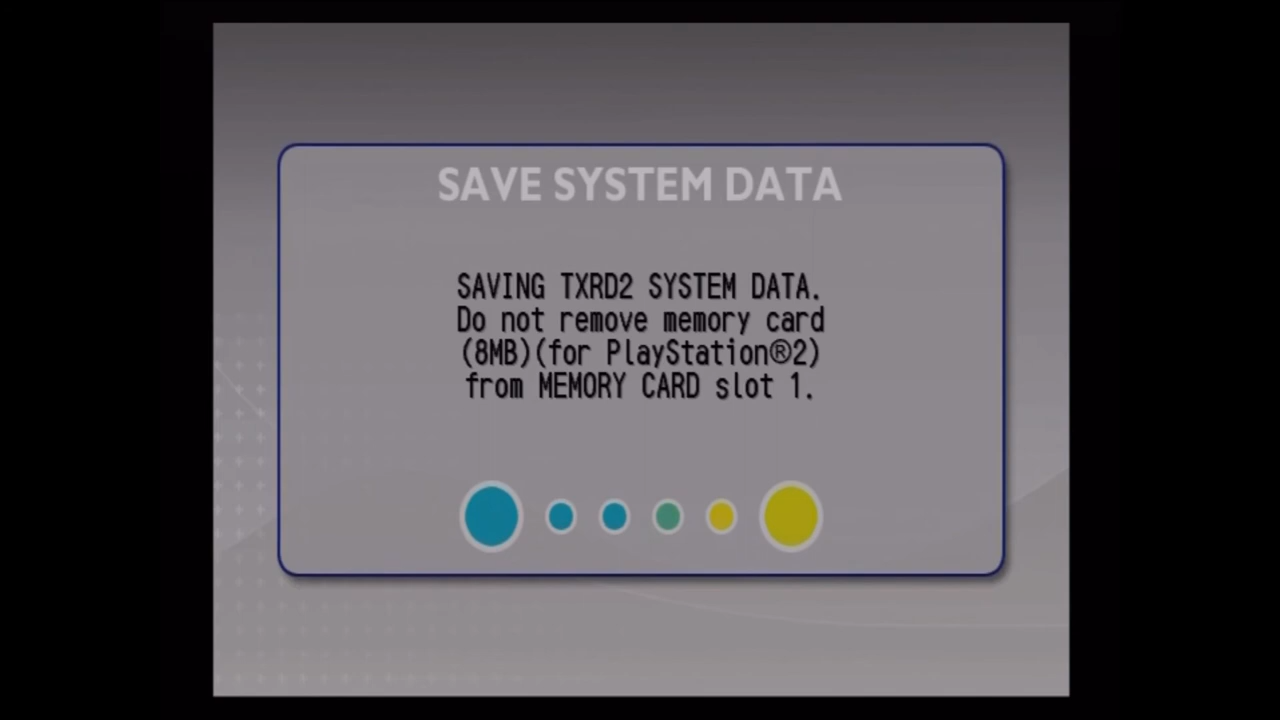 SAVE SYSTEM DATA
SAVING TXRD2 SYSTEM DATA.
Do not remove memory card
(8MB)(for PlayStation®2)
from MEMORY CARD slot 1.